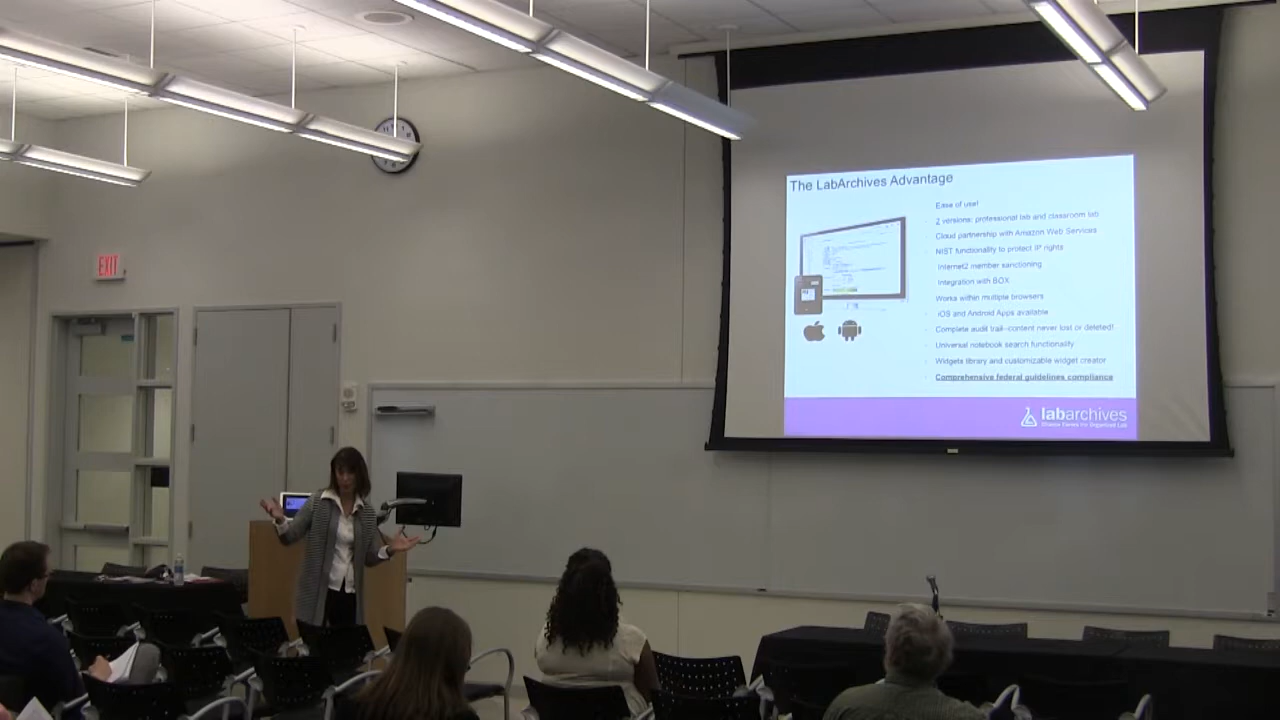 The LabArchives Advantage
Ease of use!
2 versions: professional lab and classroom lab
Cloud partnership with Amazon Web Services
NIST functionality to protect IP rights
Internet2 member sanctioning
Integration with BOX
Works within multiple browsers
iOS and Android Apps available
Complete audit trail--content never lost or deleted!
Universal notebook search functionality
Widgets library and customizable widget creator
Comprehensive federal guidelines compliance
labarchives
EXIT